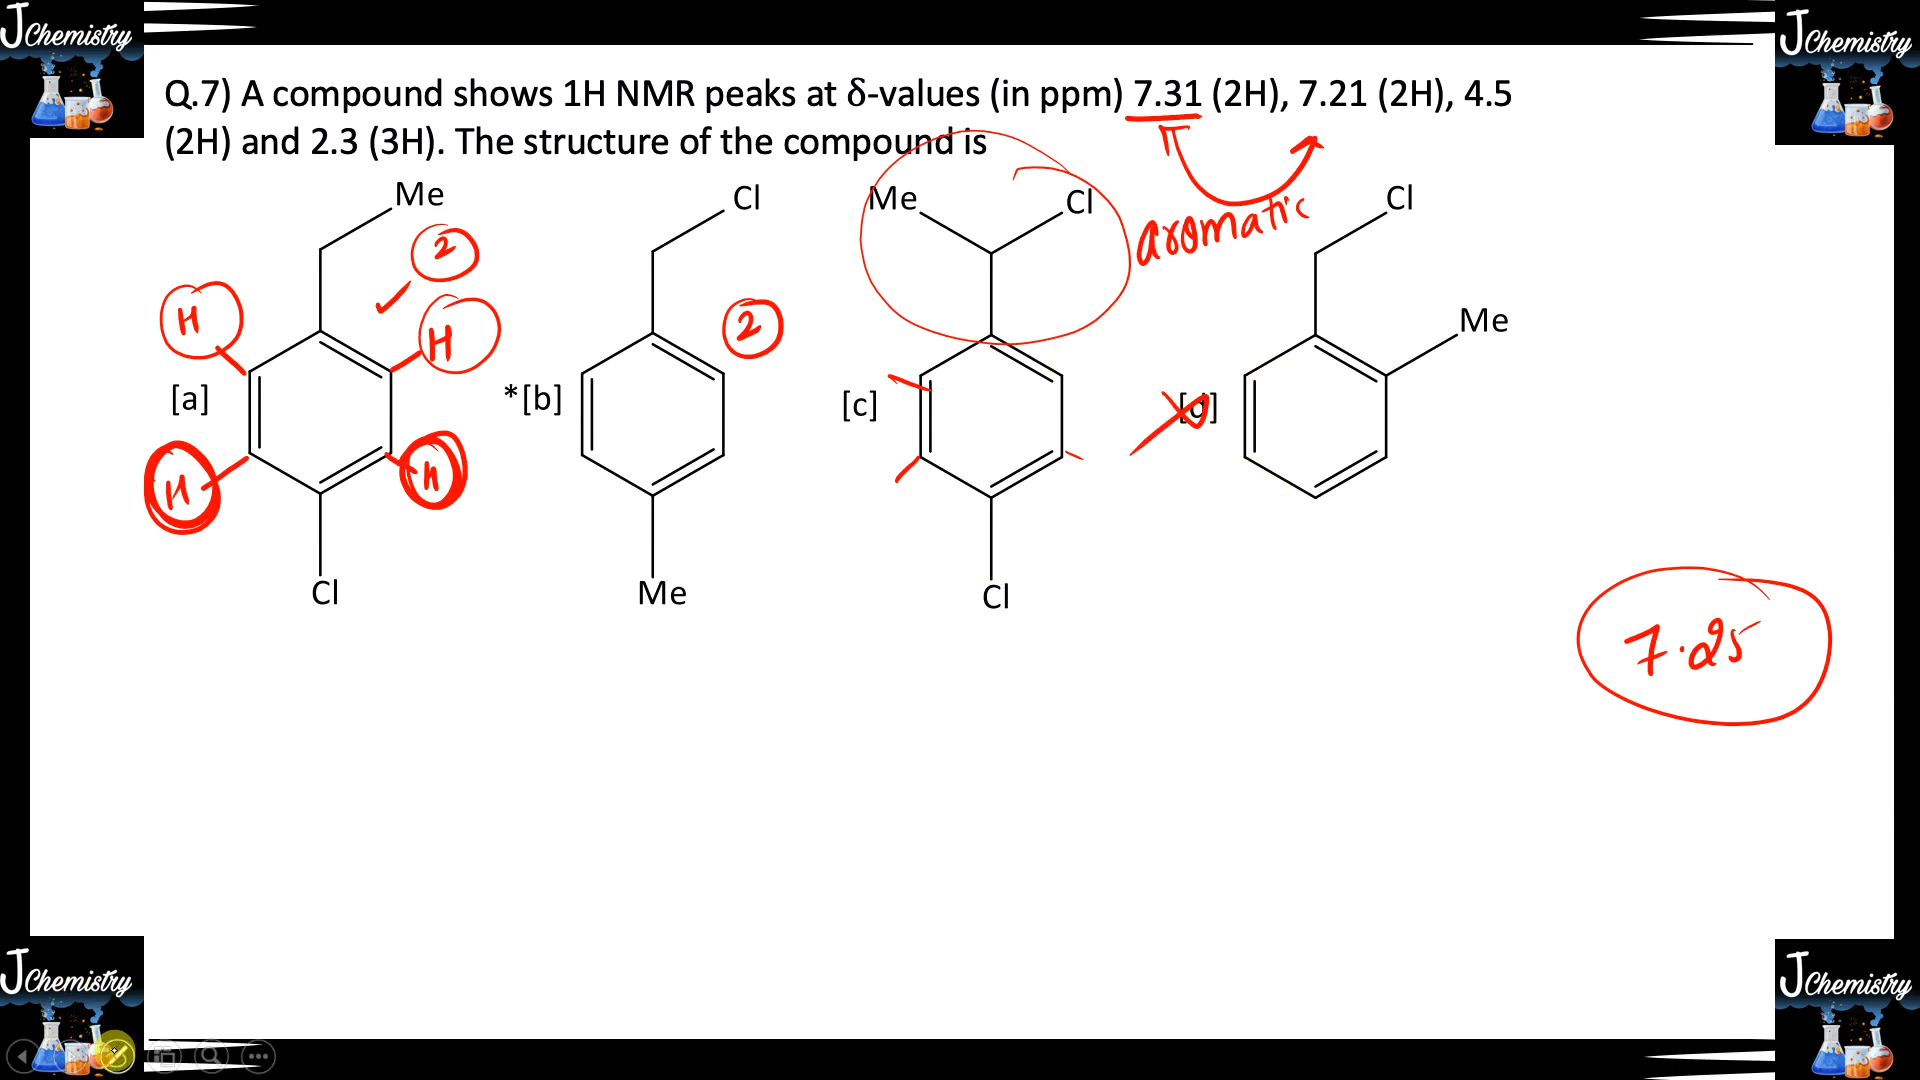 JChemistry
JChemistry
Q.7) A compound shows 1H NMR peaks at δ-values (in ppm) 7.31 (2H), 7.21 (2H), 4.5
(2H) and 2.3 (3H). The structure of the compound is
Me
Cl
Me
Cl
Cl
aromatic
2
H
H
2
Me
[a]
*[b]
[c]
[d]
H
H
Cl
Me
Cl
7.25
JChemistry
JChemistry